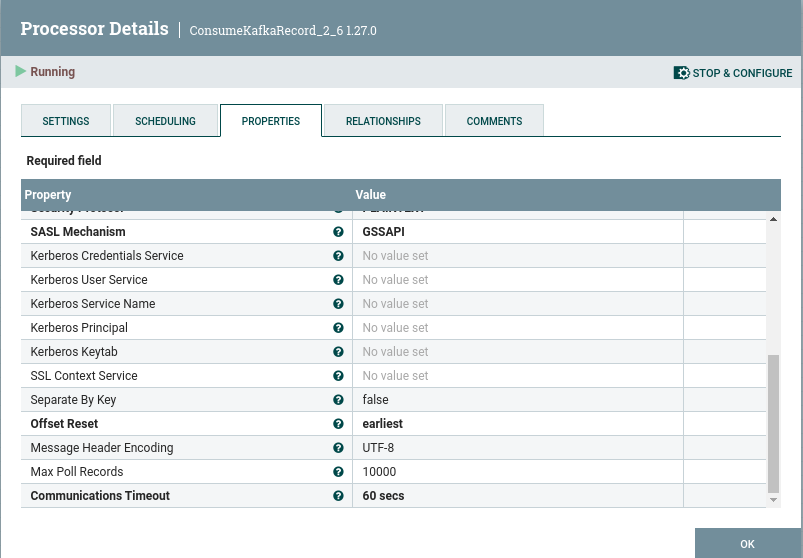 Processor Details | ConsumeKafkaRecord_2_6 1.27.0
Running STOP & CONFIGURE
SETTINGS SCHEDULING PROPERTIES RELATIONSHIPS COMMENTS
Required field
Property Value
Security Protocol PLAINTEXT
SASL Mechanism GSSAPI
Kerberos Credentials Service No value set
Kerberos User Service No value set
Kerberos Service Name No value set
Kerberos Principal No value set
Kerberos Keytab No value set
SSL Context Service No value set
Separate By Key false
Offset Reset earliest
Message Header Encoding UTF-8
Max Poll Records 10000
Communications Timeout 60 secs
OK